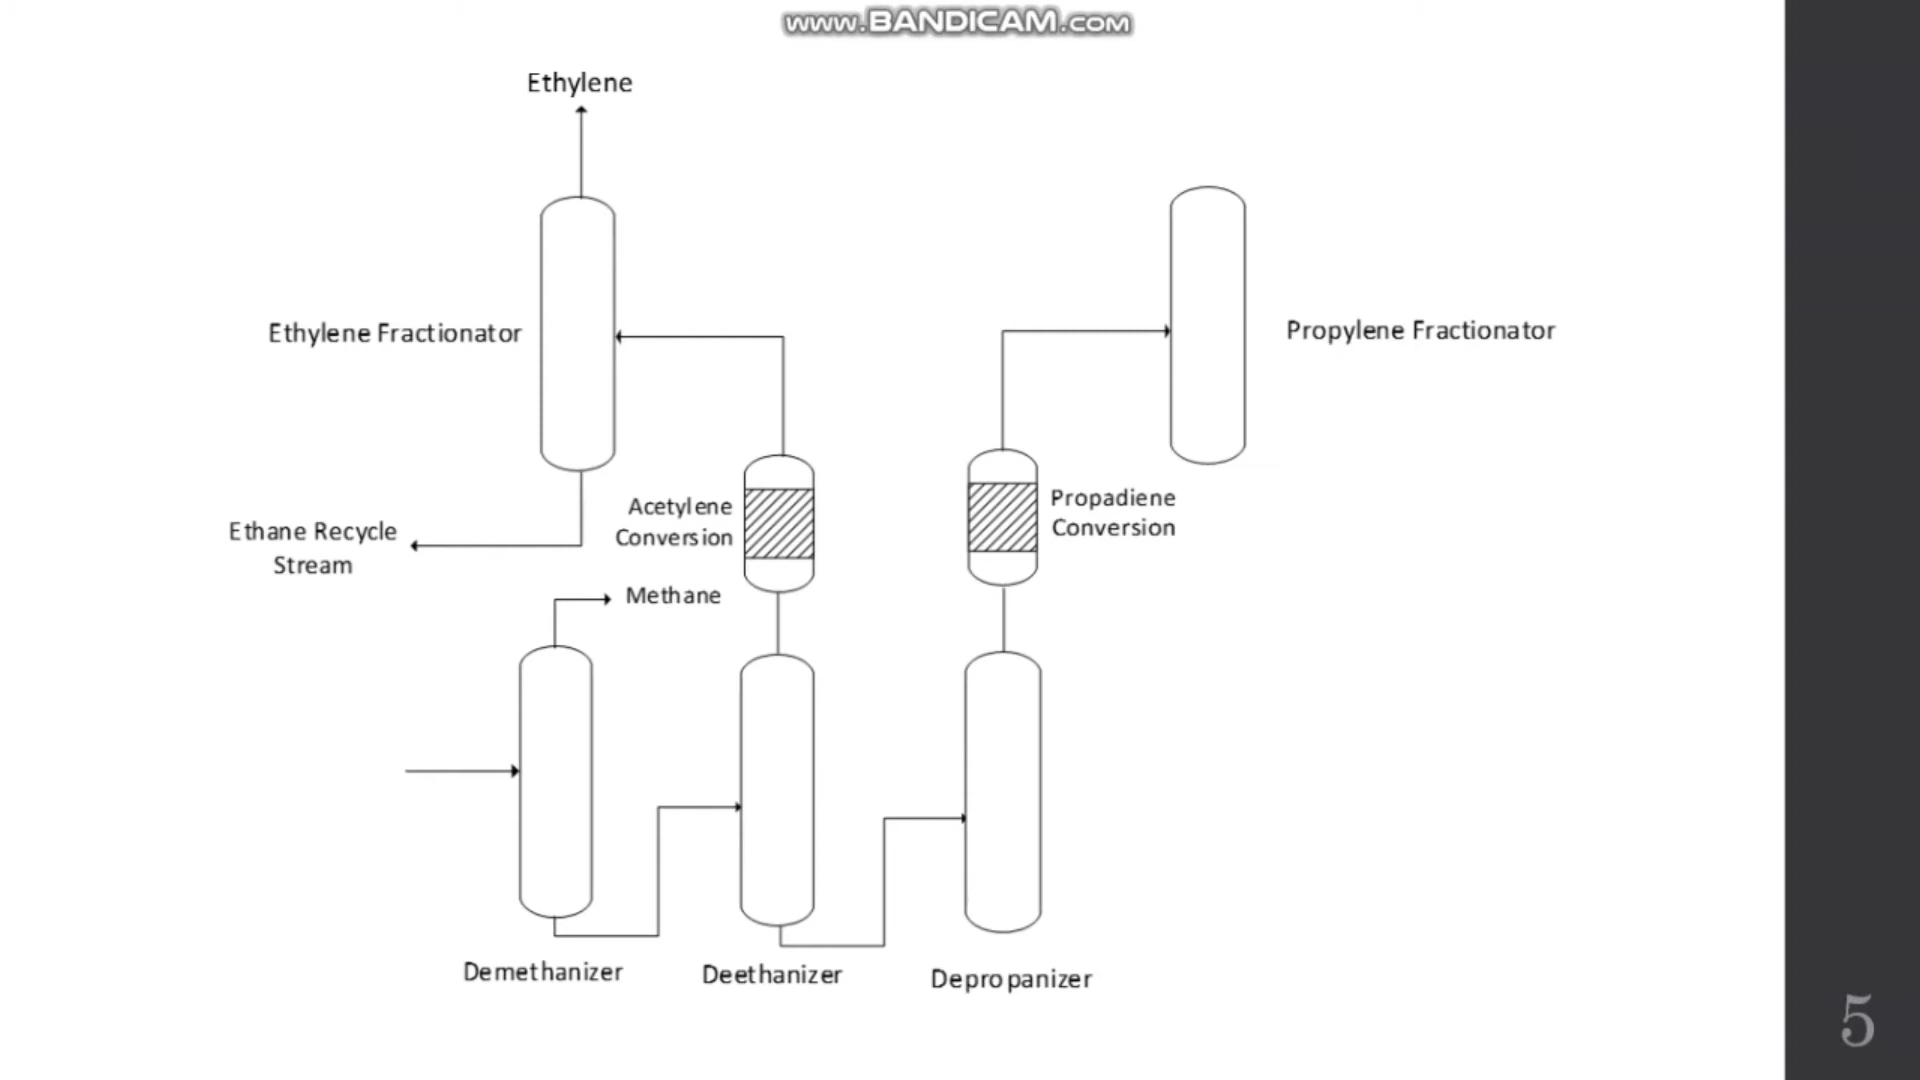 www.BANDICAM.com
Ethylene
Ethylene Fractionator
Propylene Fractionator
Acetylene
Conversion
Propadiene
Conversion
Ethane Recycle
Stream
Methane
Demethanizer
Deethanizer
Depropanizer
5